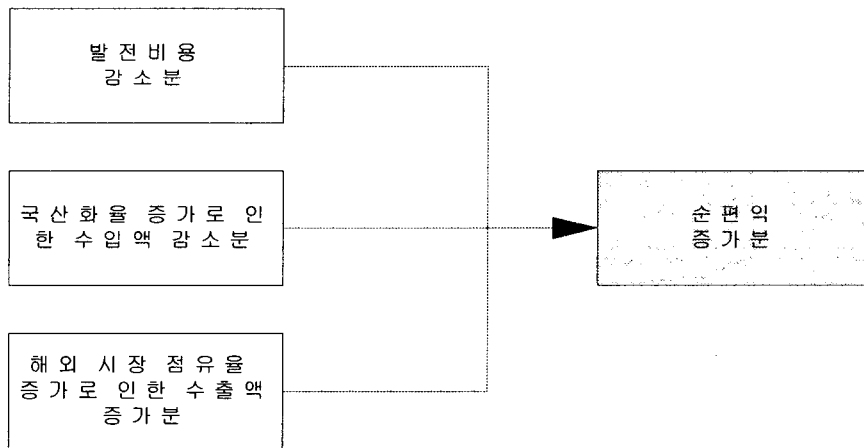 발전비용
감소분
국산화율 증가로 인
한 수입액 감소분
순편익
증가분
해외 시장 점유율
증가로 인한 수출액
증가분